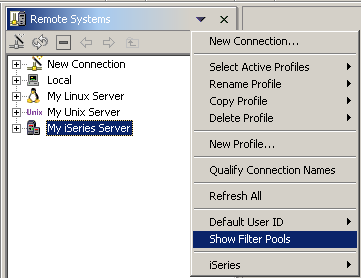 Remote Systems
New Connection
Local
My Linux Server
Unix My Unix Server
My iSeries Server
New Connection...
Select Active Profiles
Rename Profile
Copy Profile
Delete Profile
New Profile...
Qualify Connection Names
Refresh All
Default User ID
Show Filter Pools
iSeries